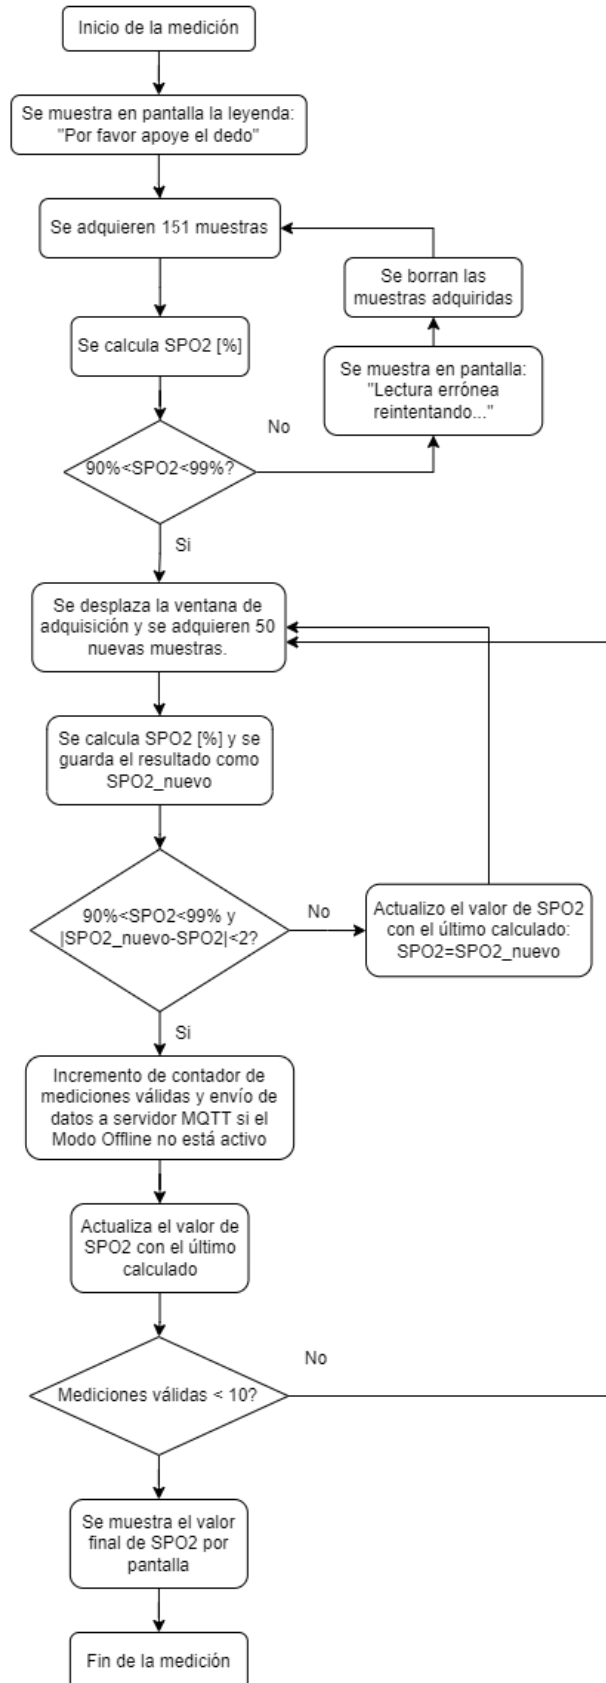 Inicio de la medición
Se muestra en pantalla la leyenda:
"Por favor apoye el dedo"
Se adquieren 151 muestras
Se borran las
muestras adquiridas
Se calcula SPO2 [%]
Se muestra en pantalla:
"Lectura errónea
reintentando..."
No
90%<SPO2<99%?
Si
Se desplaza la ventana de
adquisición y se adquieren 50
nuevas muestras.
Se calcula SPO2 [%] y se
guarda el resultado como
SPO2_nuevo
90%<SPO2<99% y
|SPO2_nuevo-SPO2|<2?
No
Actualizo el valor de SPO2
con el último calculado:
SPO2=SPO2_nuevo
Si
Incremento de contador de
mediciones válidas y envío de
datos a servidor MQTT si el
Modo Offline no está activo
Actualiza el valor de
SPO2 con el último
calculado
No
Mediciones válidas < 10?
Se muestra el valor
final de SPO2 por
pantalla
Fin de la medición